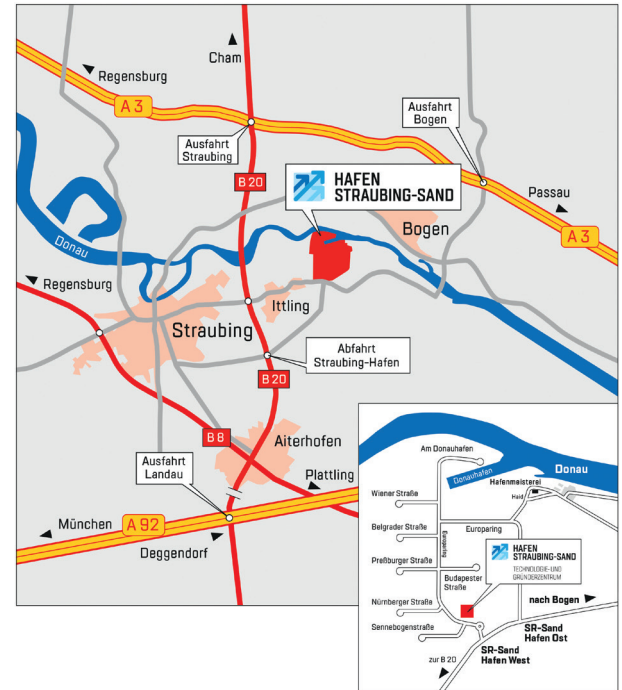 Cham
Regensburg
A 3
Ausfahrt
Straubing
Ausfahrt
Bogen
B 20
HAFEN
STRAUBING-SAND
Passau
A 3
Donau
Bogen
Regensburg
Ittling
Straubing
Abfahrt
Straubing-Hafen
B 20
B 8
Aiterhofen
Ausfahrt
Landau
Plattling
München
A 92
Deggendorf
Am Donauhafen
Donauhafen
Donau
Hafenmeisterei
Haid
Wiener Straße
Belgrader Straße
Europaring
Europaring
Preßburger Straße
HAFEN
STRAUBING-SAND
TECHNOLOGIE-UND
GRÜNDERZENTRUM
Budapester
Straße
Nürnberger Straße
nach Bogen
Sennebogenstraße
SR-Sand
Hafen Ost
SR-Sand
Hafen West
zur B 20